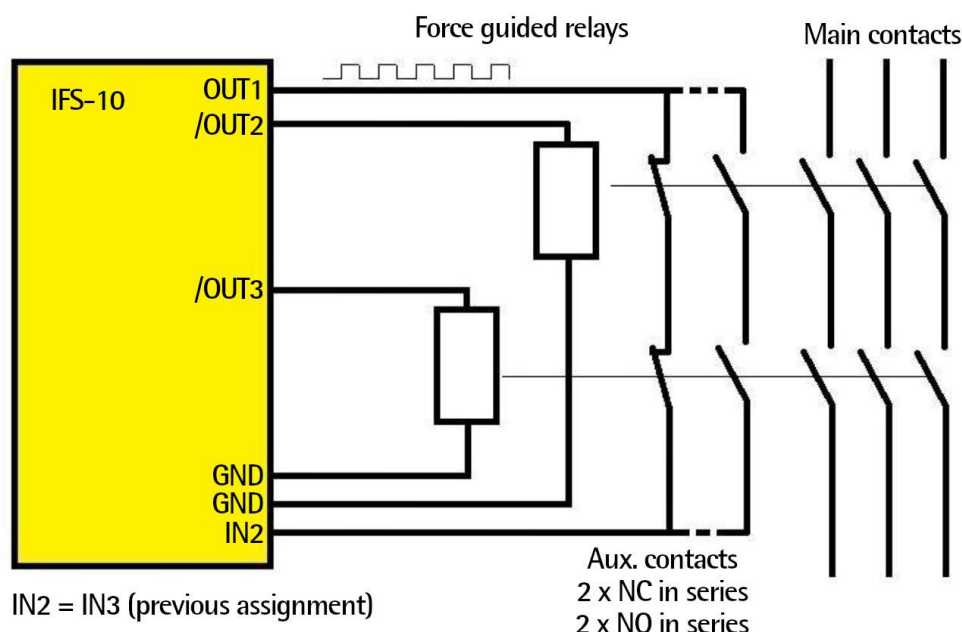 Force guided relays
Main contacts
IFS-10
OUT1
/OUT2
/OUT3
GND
GND
IN2
Aux. contacts
2 x NC in series
2 x NO in series
IN2 = IN3 (previous assignment)